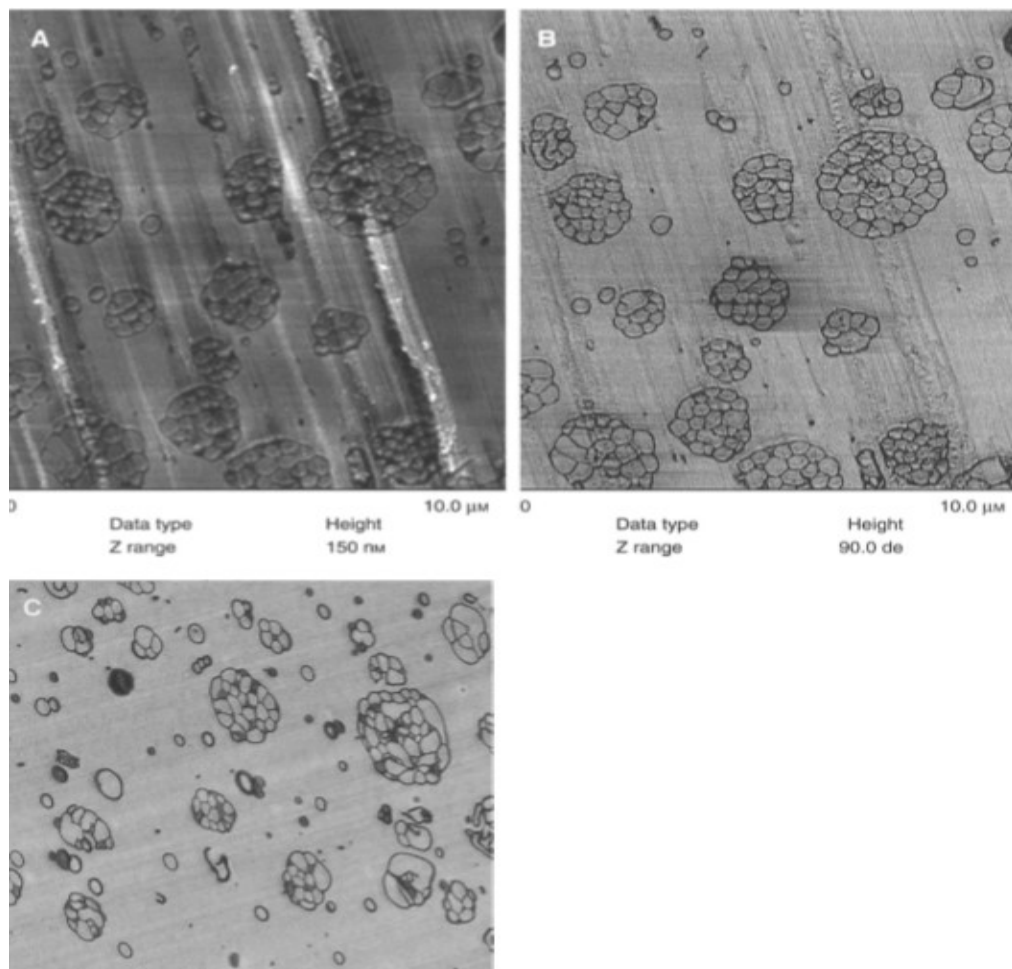 A
B
0 10.0 µм
Data type Height
Z range 150 nм
0 10.0 µм
Data type Height
Z range 90.0 de
C